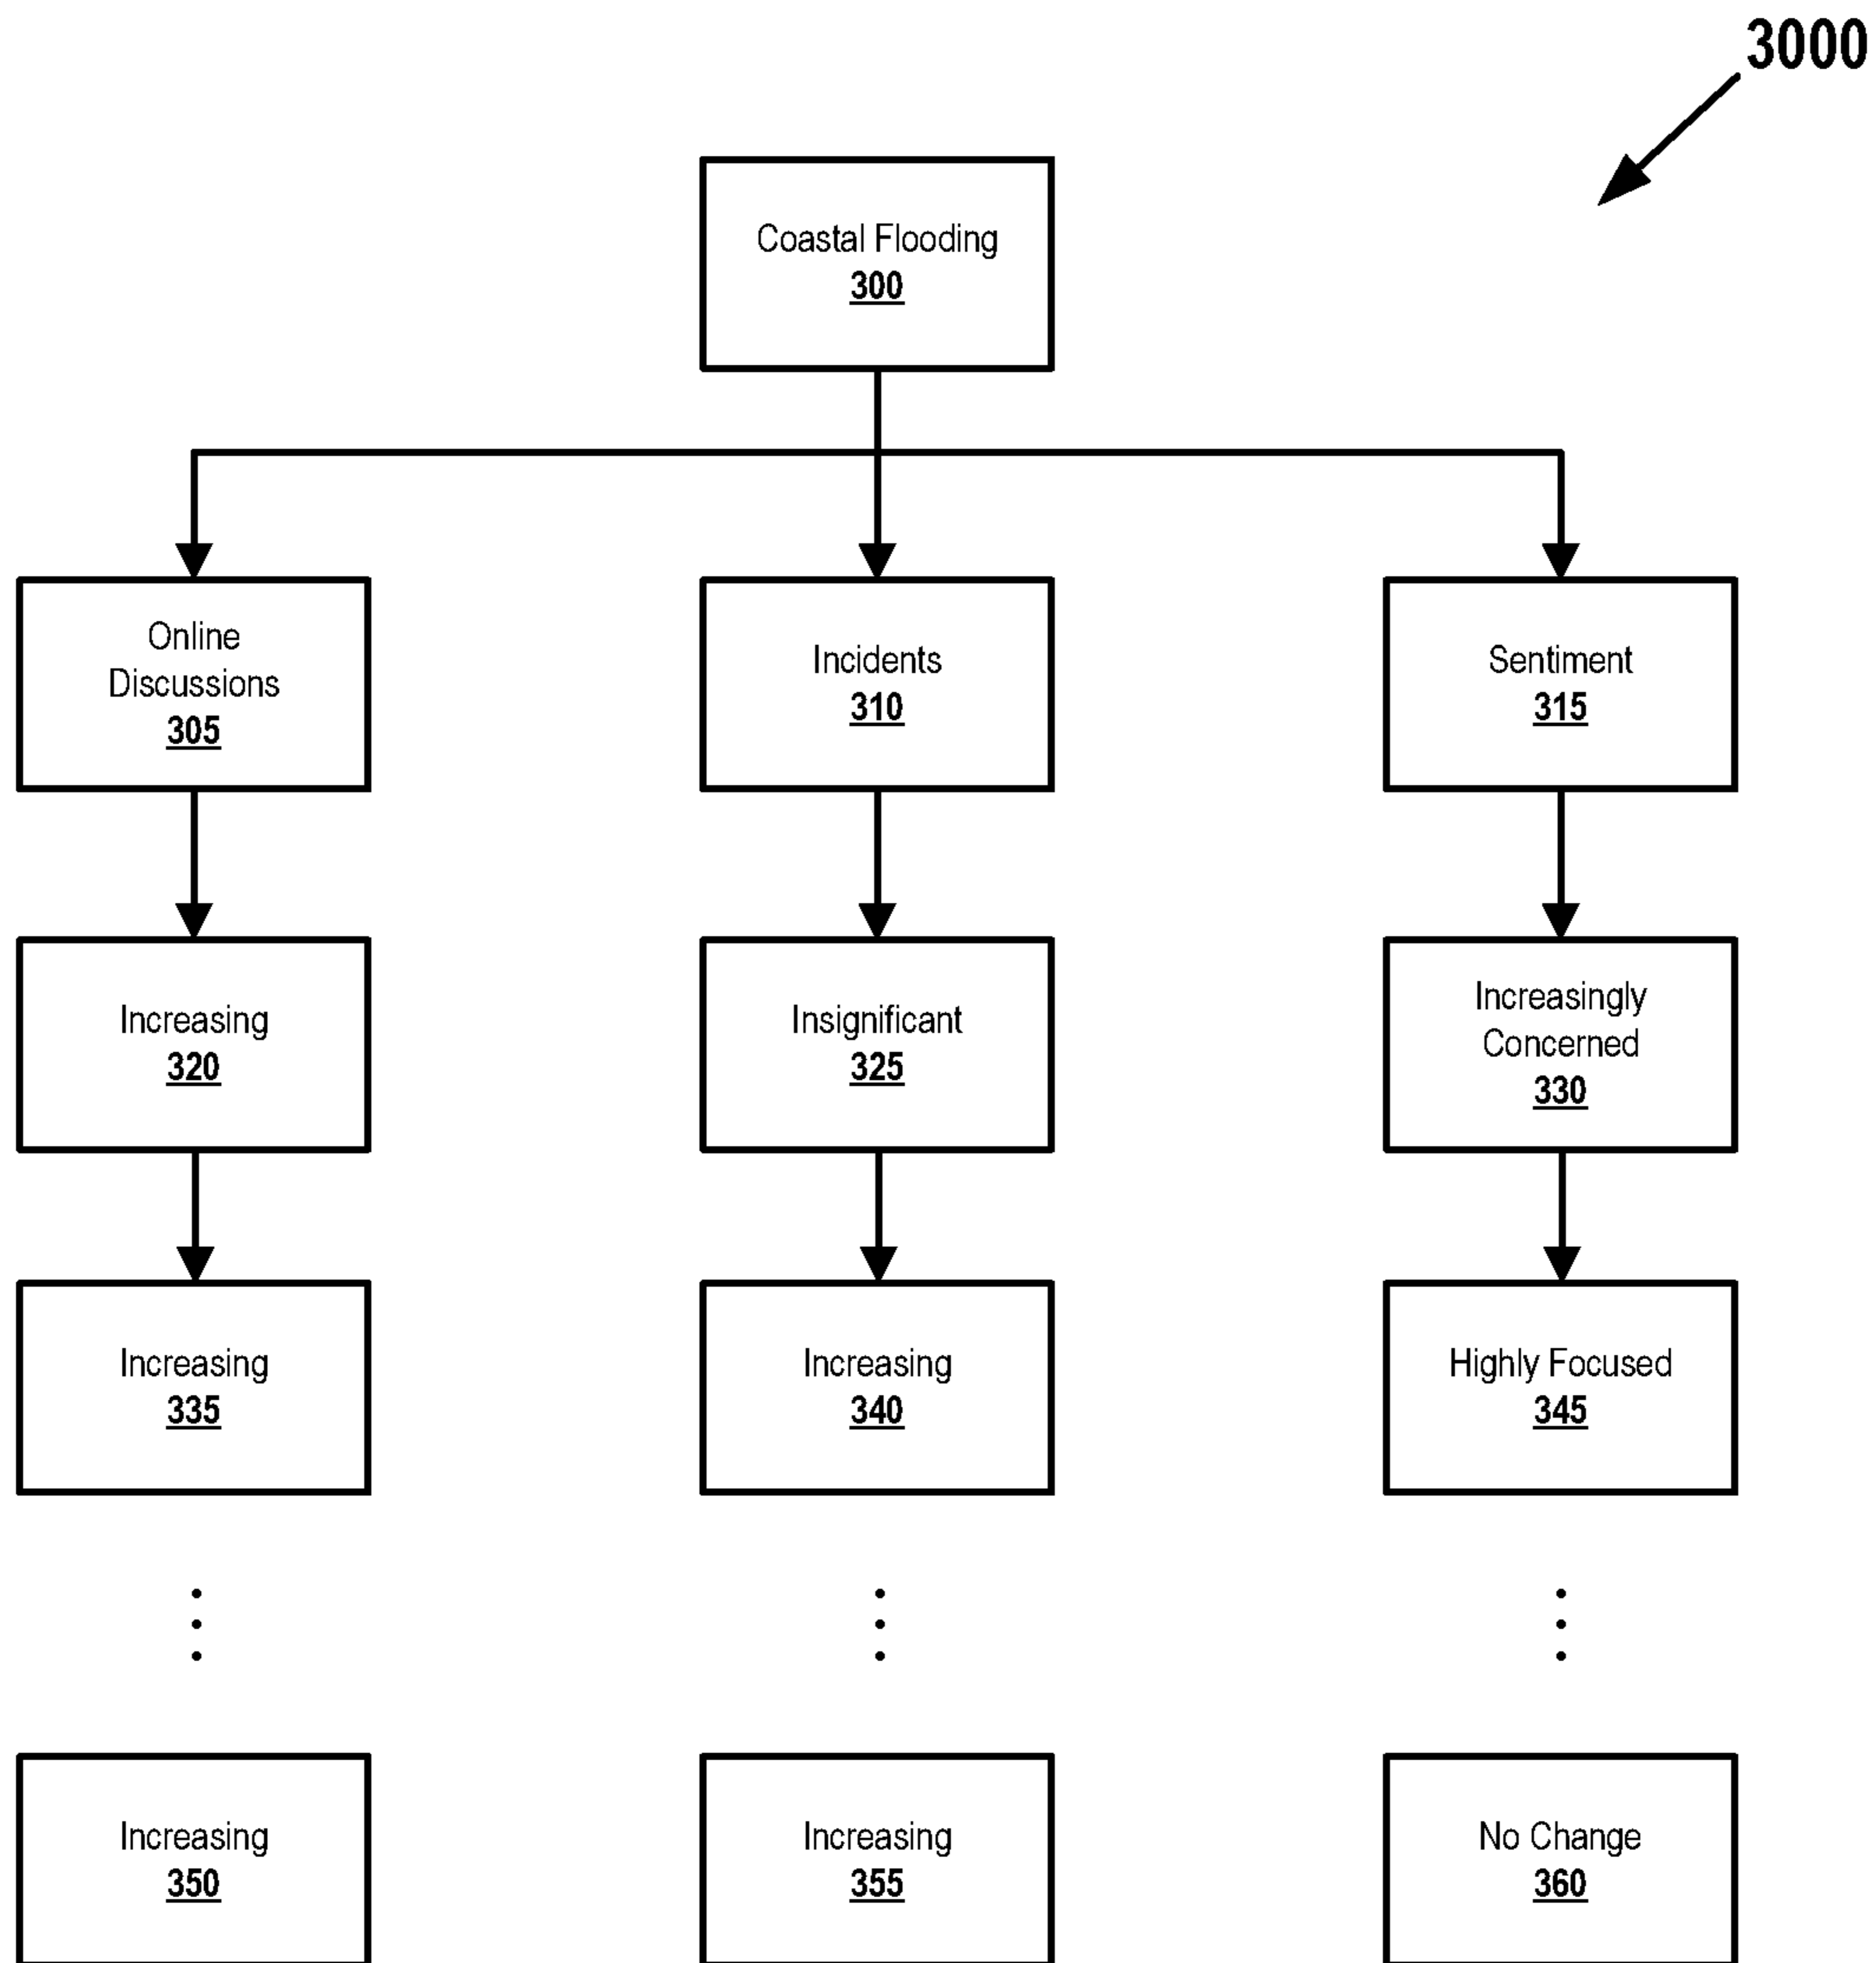 3000
Coastal Flooding
300
Online
Discussions
305
Incidents
310
Sentiment
315
Increasing
320
Insignificant
325
Increasingly
Concerned
330
Increasing
335
Increasing
340
Highly Focused
345
Increasing
350
Increasing
355
No Change
360